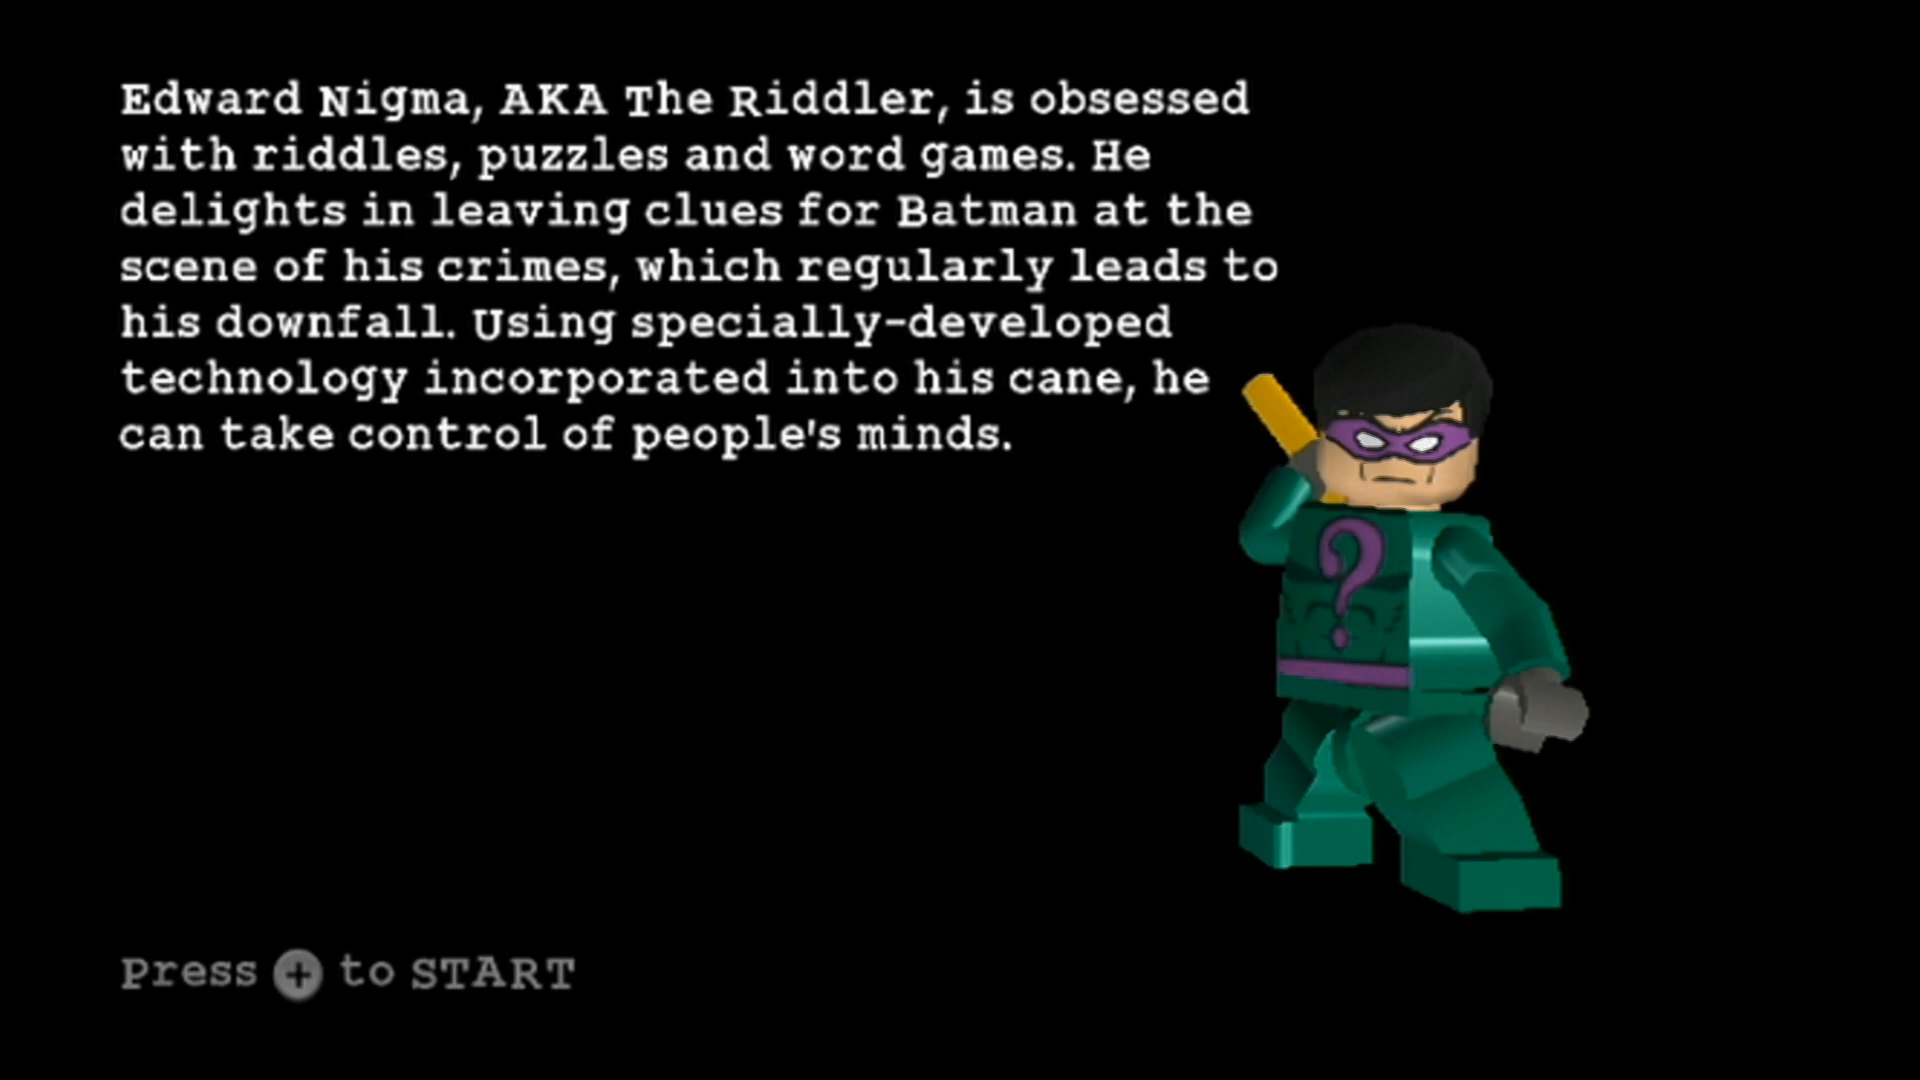 Edward Nigma, AKA The Riddler, is obsessed
with riddles, puzzles and word games. He
delights in leaving clues for Batman at the
scene of his crimes, which regularly leads to
his downfall. Using specially-developed
technology incorporated into his cane, he
can take control of people's minds.
?
Press + to START